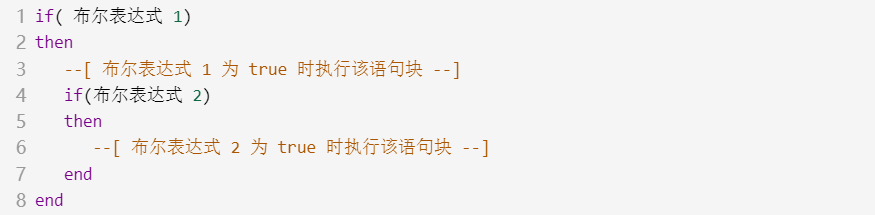 1 if( 布尔表达式 1)
2 then
3    --[ 布尔表达式 1 为 true 时执行该语句块 --]
4    if(布尔表达式 2)
5    then
6       --[ 布尔表达式 2 为 true 时执行该语句块 --]
7    end
8 end